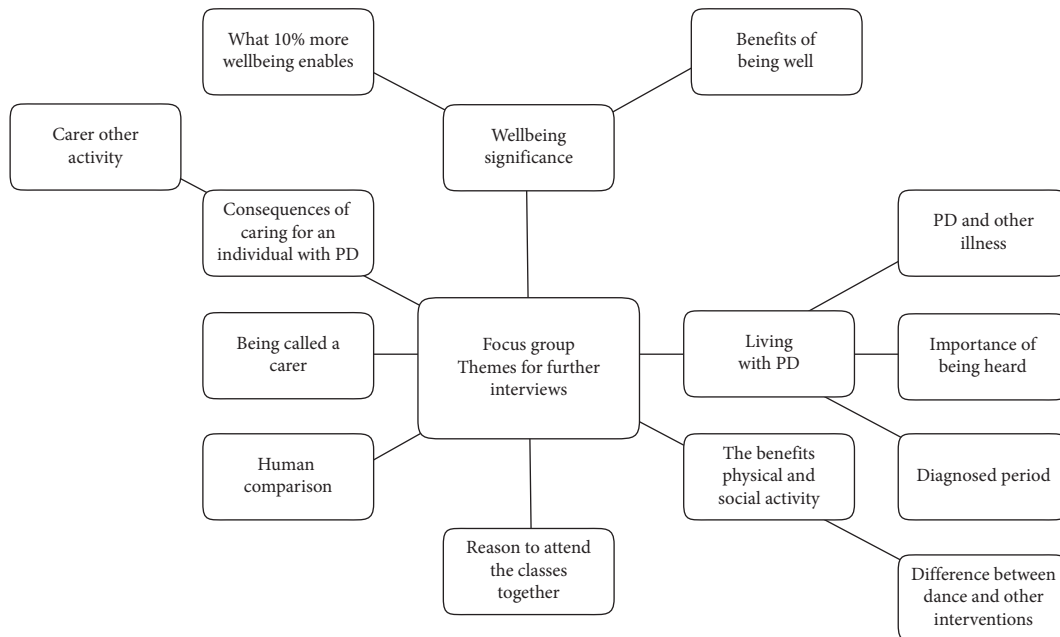 What 10% more
wellbeing enables
Benefits of
being well
Carer other
activity
Wellbeing
significance
Consequences of
caring for an
individual with PD
PD and other
illness
Being called a
carer
Focus group
Themes for further
interviews
Living
with PD
Importance of
being heard
Human
comparison
The benefits
physical and
social activity
Diagnosed period
Reason to attend
the classes
together
Difference between
dance and other
interventions